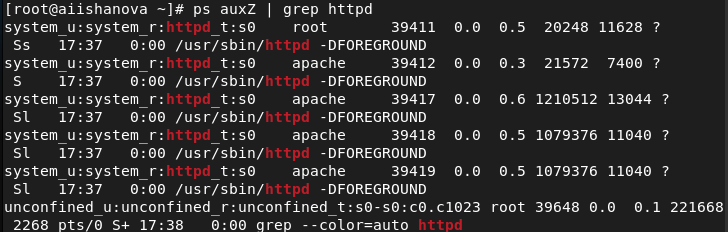 [root@aiishanova ~]# ps auxZ | grep httpd
system_u:system_r:httpd_t:s0    root       39411  0.0  0.5  20248 11628 ?
 Ss   17:37   0:00 /usr/sbin/httpd -DFOREGROUND
system_u:system_r:httpd_t:s0    apache     39412  0.0  0.3  21572  7400 ?
 S    17:37   0:00 /usr/sbin/httpd -DFOREGROUND
system_u:system_r:httpd_t:s0    apache     39417  0.0  0.6 1210512 13044 ?
 Sl   17:37   0:00 /usr/sbin/httpd -DFOREGROUND
system_u:system_r:httpd_t:s0    apache     39418  0.0  0.5 1079376 11040 ?
 Sl   17:37   0:00 /usr/sbin/httpd -DFOREGROUND
system_u:system_r:httpd_t:s0    apache     39419  0.0  0.5 1079376 11040 ?
 Sl   17:37   0:00 /usr/sbin/httpd -DFOREGROUND
unconfined_u:unconfined_r:unconfined_t:s0-s0:c0.c1023 root 39648 0.0  0.1 221668
 2268 pts/0 S+ 17:38   0:00 grep --color=auto httpd